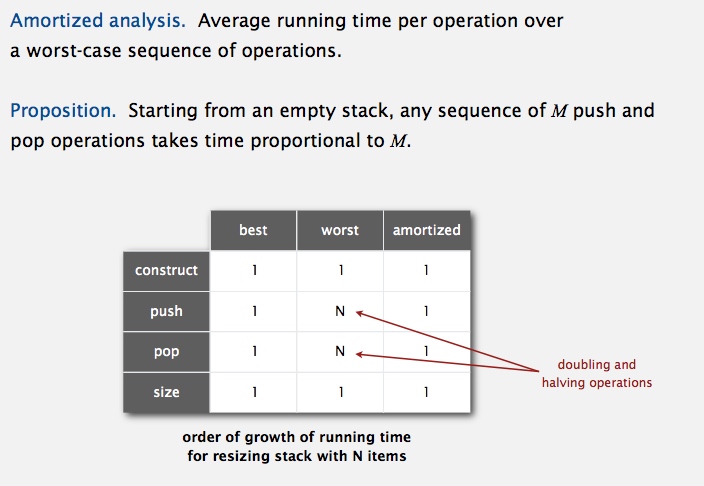 Amortized analysis. Average running time per operation over
a worst-case sequence of operations.
Proposition. Starting from an empty stack, any sequence of M push and
pop operations takes time proportional to M.
best worst amortized
construct 1 1 1
push 1 N 1
pop 1 N 1
size 1 1 1
doubling and
halving operations
order of growth of running time
for resizing stack with N items